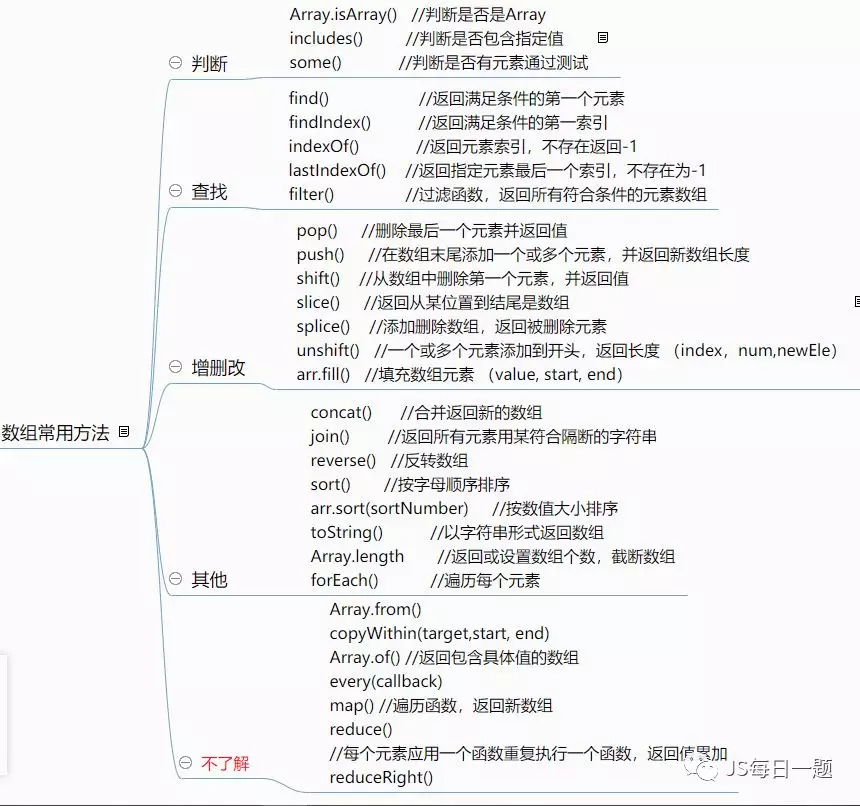 数组常用方法
判断
Array.isArray() //判断是否是Array
includes() //判断是否包含指定值
some() //判断是否有元素通过测试
查找
find() //返回满足条件的第一个元素
findIndex() //返回满足条件的第一索引
indexOf() //返回元素索引，不存在返回-1
lastIndexOf() //返回指定元素最后一个索引，不存在为-1
filter() //过滤函数，返回所有符合条件的元素数组
增删改
pop() //删除最后一个元素并返回值
push() //在数组末尾添加一个或多个元素，并返回新数组长度
shift() //从数组中删除第一个元素，并返回值
slice() //返回从某位置到结尾是数组
splice() //添加删除数组，返回被删除元素
unshift() //一个或多个元素添加到开头，返回长度 （index，num,newEle）
arr.fill() //填充数组元素 （value, start, end）
其他
concat() //合并返回新的数组
join() //返回所有元素用某符合隔断的字符串
reverse() //反转数组
sort() //按字母顺序排序
arr.sort(sortNumber) //按数值大小排序
toString() //以字符串形式返回数组
Array.length //返回或设置数组个数，截断数组
forEach() //遍历每个元素
不了解
Array.from()
copyWithin(target,start, end)
Array.of() //返回包含具体值的数组
every(callback)
map() //遍历函数，返回新数组
reduce()
//每个元素应用一个函数重复执行一个函数，返回值累加
reduceRight()
JS每日一题